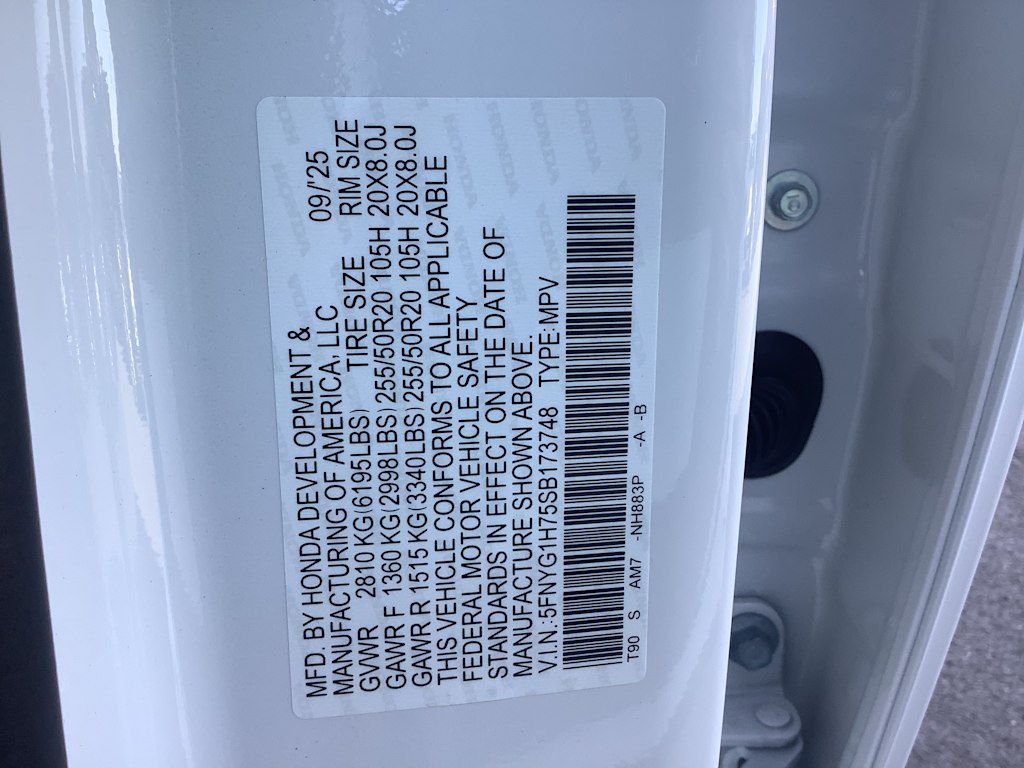 MFD. BY HONDA DEVELOPMENT &
MANUFACTURING OF AMERICA, LLC 09/'25
GVWR 2810 KG(6195LBS) TIRE SIZE RIM SIZE
GAWR F 1360 KG(2998LBS) 255/50R20 105H 20X8.0J
GAWR R 1515 KG(3340LBS) 255/50R20 105H 20X8.0J
THIS VEHICLE CONFORMS TO ALL APPLICABLE
FEDERAL MOTOR VEHICLE SAFETY
STANDARDS IN EFFECT ON THE DATE OF
MANUFACTURE SHOWN ABOVE.
V.I.N.:5FNYG1H75SB173748 TYPE:MPV
T90 S AM7 -NH883P -A -B